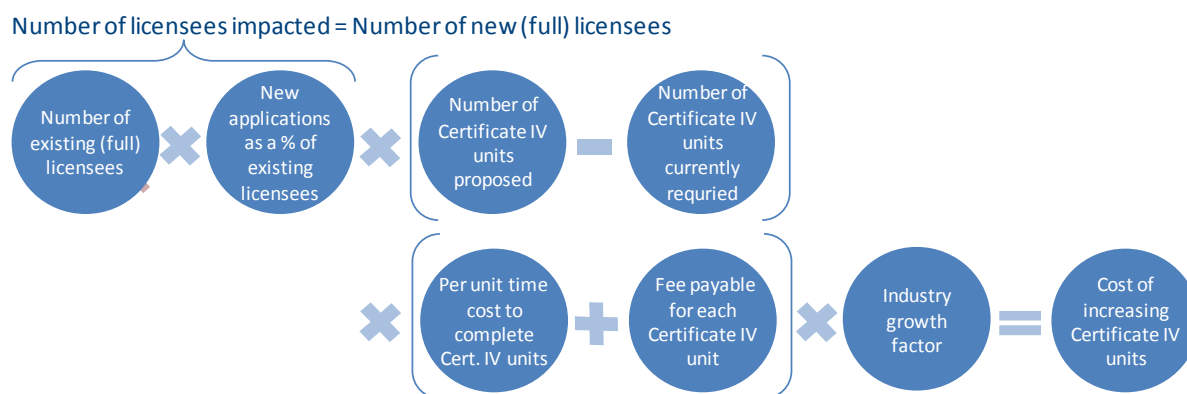 Number of licensees impacted = Number of new (full) licensees
Number of
existing (full)
licensees
New
applications
as a % of
existing
licensees
Number of
Certificate IV
units
proposed
Number of
Certificate IV
units
currently
requried
Per unit time
cost to
complete
Cert. IV units
Fee payable
for each
Certificate IV
unit
Industry
growth
factor
Cost of
increasing
Certificate IV
units